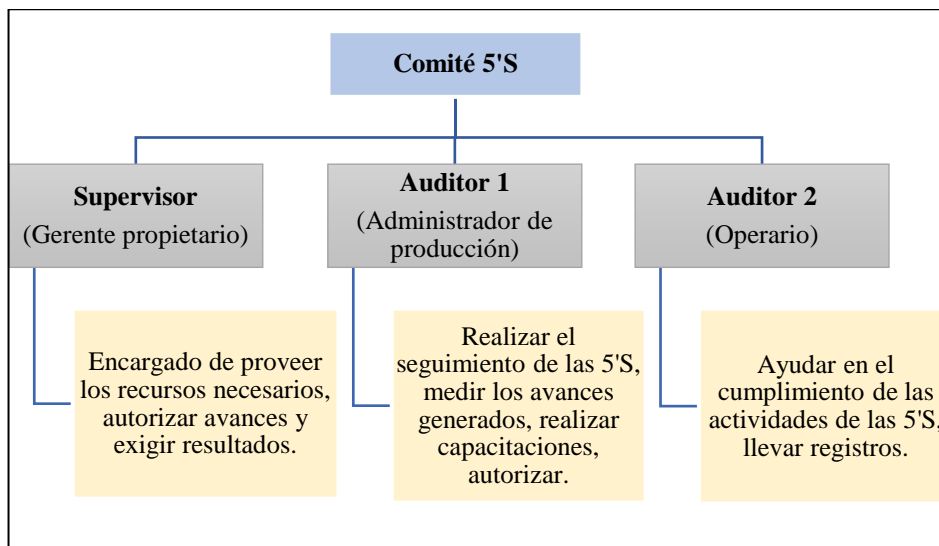 Comité 5'S
Supervisor
(Gerente propietario)
Auditor 1
(Administrador de
producción)
Auditor 2
(Operario)
Encargado de proveer
los recursos necesarios,
autorizar avances y
exigir resultados.
Realizar el
seguimiento de las 5'S,
medir los avances
generados, realizar
capacitaciones,
autorizar.
Ayudar en el
cumplimiento de las
actividades de las 5'S,
llevar registros.